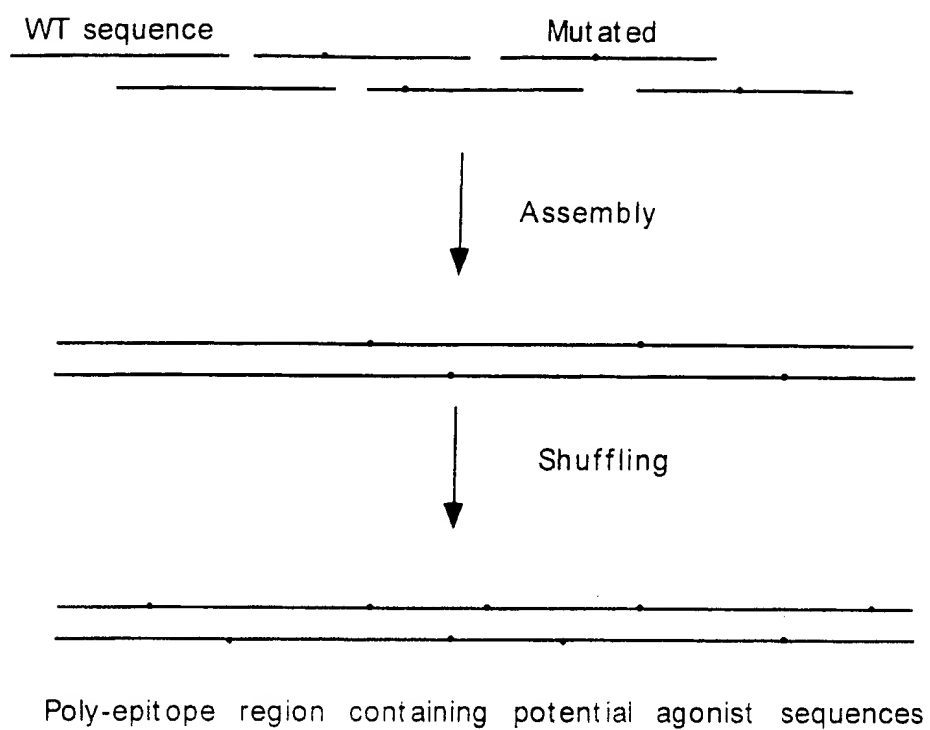 WT sequence
Mutated
Assembly
Shuffling
Poly-epitope region containing potential agonist sequences